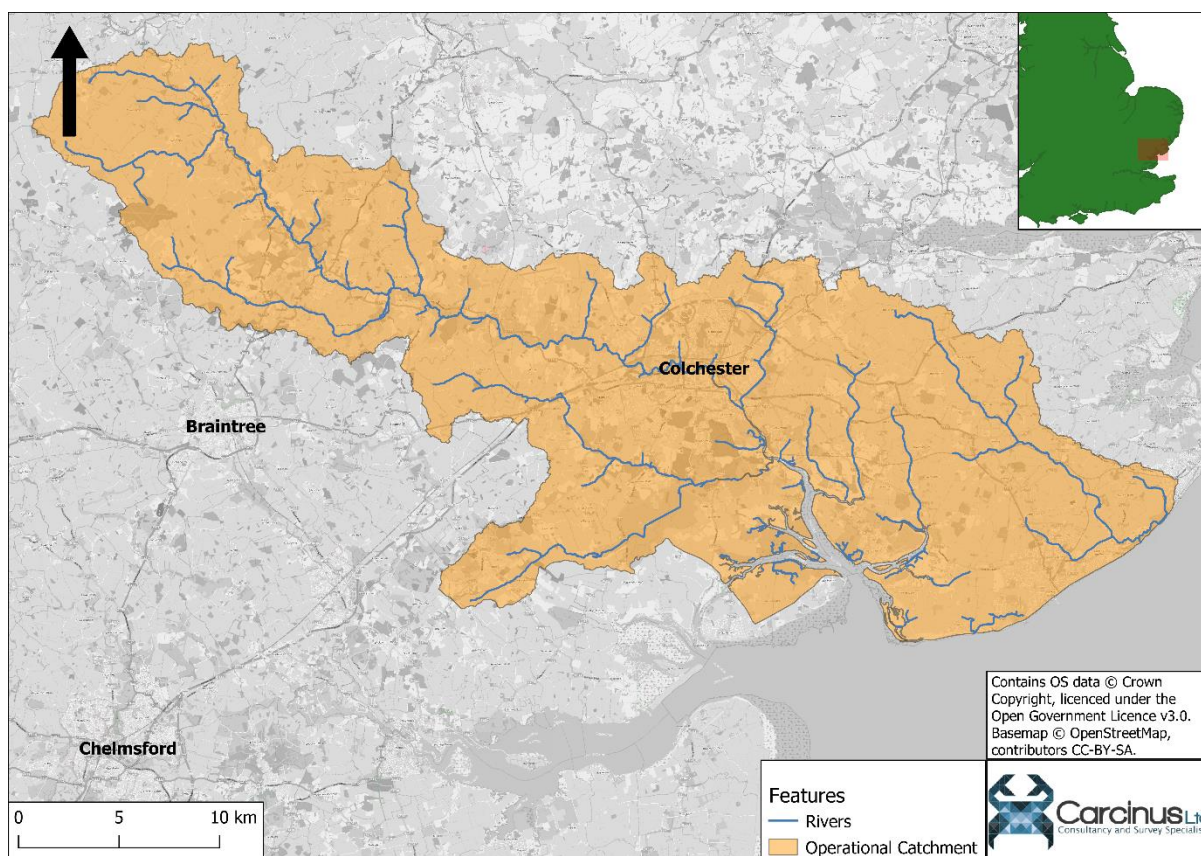 Colchester
Braintree
Chelmsford
0 5 10 km
Features
Rivers
Operational Catchment
Contains OS data © Crown
Copyright, licenced under the
Open Government Licence v3.0.
Basemap © OpenStreetMap,
contributors CC-BY-SA.
Carcinus Ltd
Consultancy and Survey Specialis